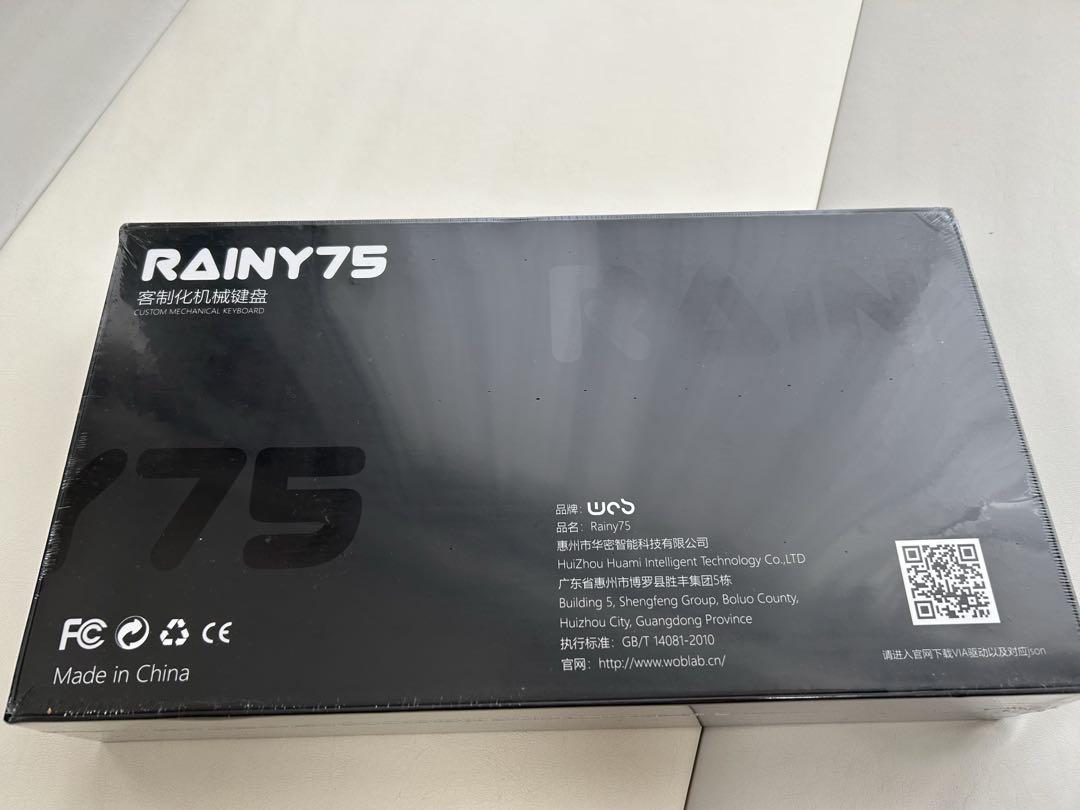 RAINY75
客制化机械键盘
CUSTOM MECHANICAL KEYBOARD
RAIN
Y75
品牌: WOB
品名: Rainy75
惠州市华密智能科技有限公司
HuiZhou Huami Intelligent Technology Co.,LTD
广东省惠州市博罗县胜丰集团5栋
Building 5, Shengfeng Group, Boluo County,
Huizhou City, Guangdong Province
执行标准: GB/T 14081-2010
官网: http://www.woblab.cn/
请进入官网下载VIA驱动以及对应json
FC CE
Made in China